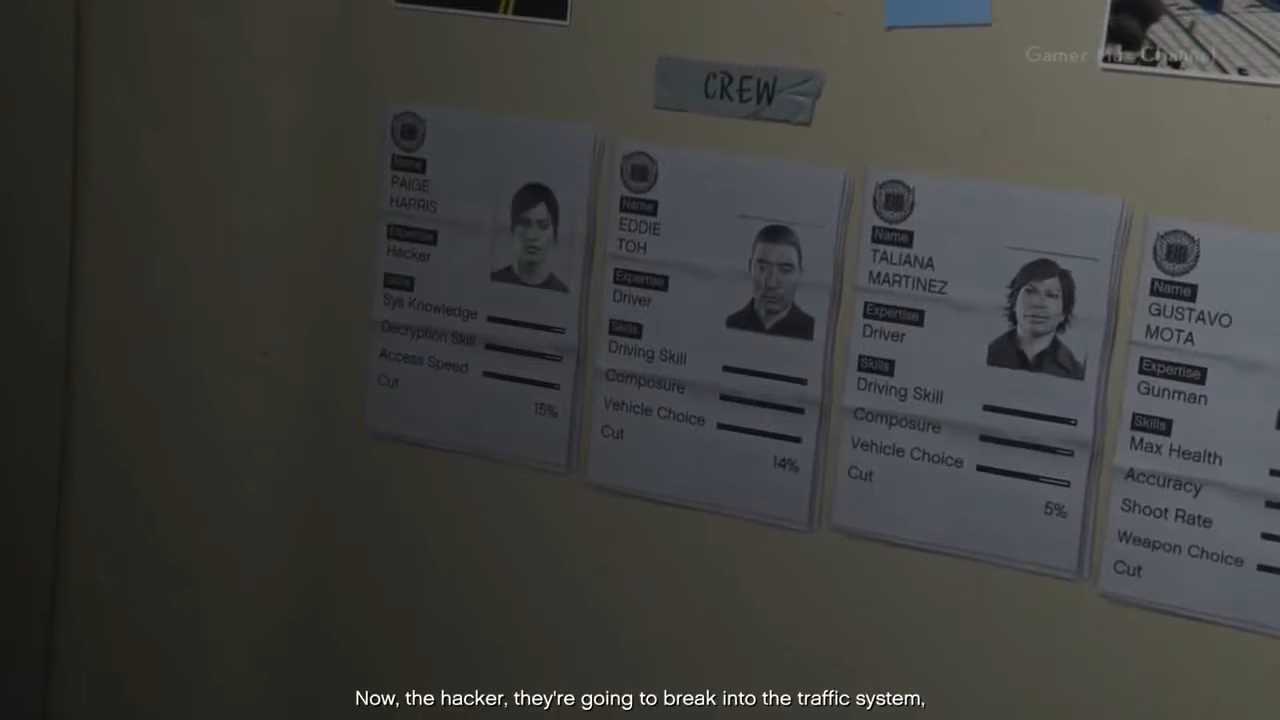 Gamer Max Channel
CREW
Name
PAIGE
HARRIS
Expertise
Hacker
Skills
Sys Knowledge
Decryption Skill
Access Speed
Cut
15%
Name
EDDIE
TOH
Expertise
Driver
Skills
Driving Skill
Composure
Vehicle Choice
Cut
14%
Name
TALIANA
MARTINEZ
Expertise
Driver
Skills
Driving Skill
Composure
Vehicle Choice
Cut
5%
Name
GUSTAVO
MOTA
Expertise
Gunman
Skills
Max Health
Accuracy
Shoot Rate
Weapon Choice
Cut
Now, the hacker, they're going to break into the traffic system,